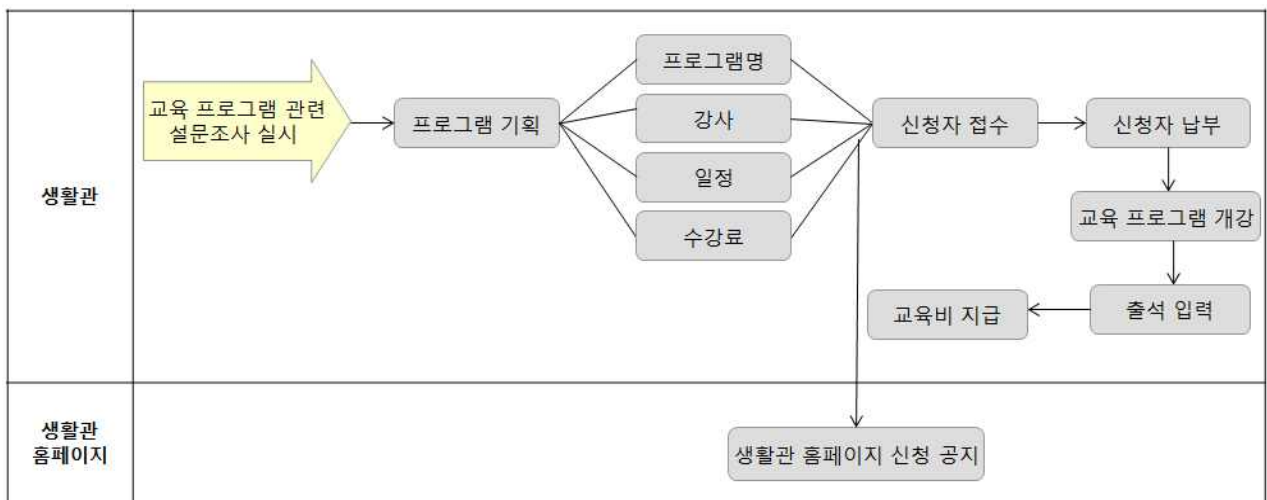 생활관
교육 프로그램 관련
설문조사 실시
프로그램 기획
프로그램명
강사
일정
수강료
신청자 접수
신청자 납부
교육 프로그램 개강
출석 입력
교육비 지급
생활관
홈페이지
생활관 홈페이지 신청 공지